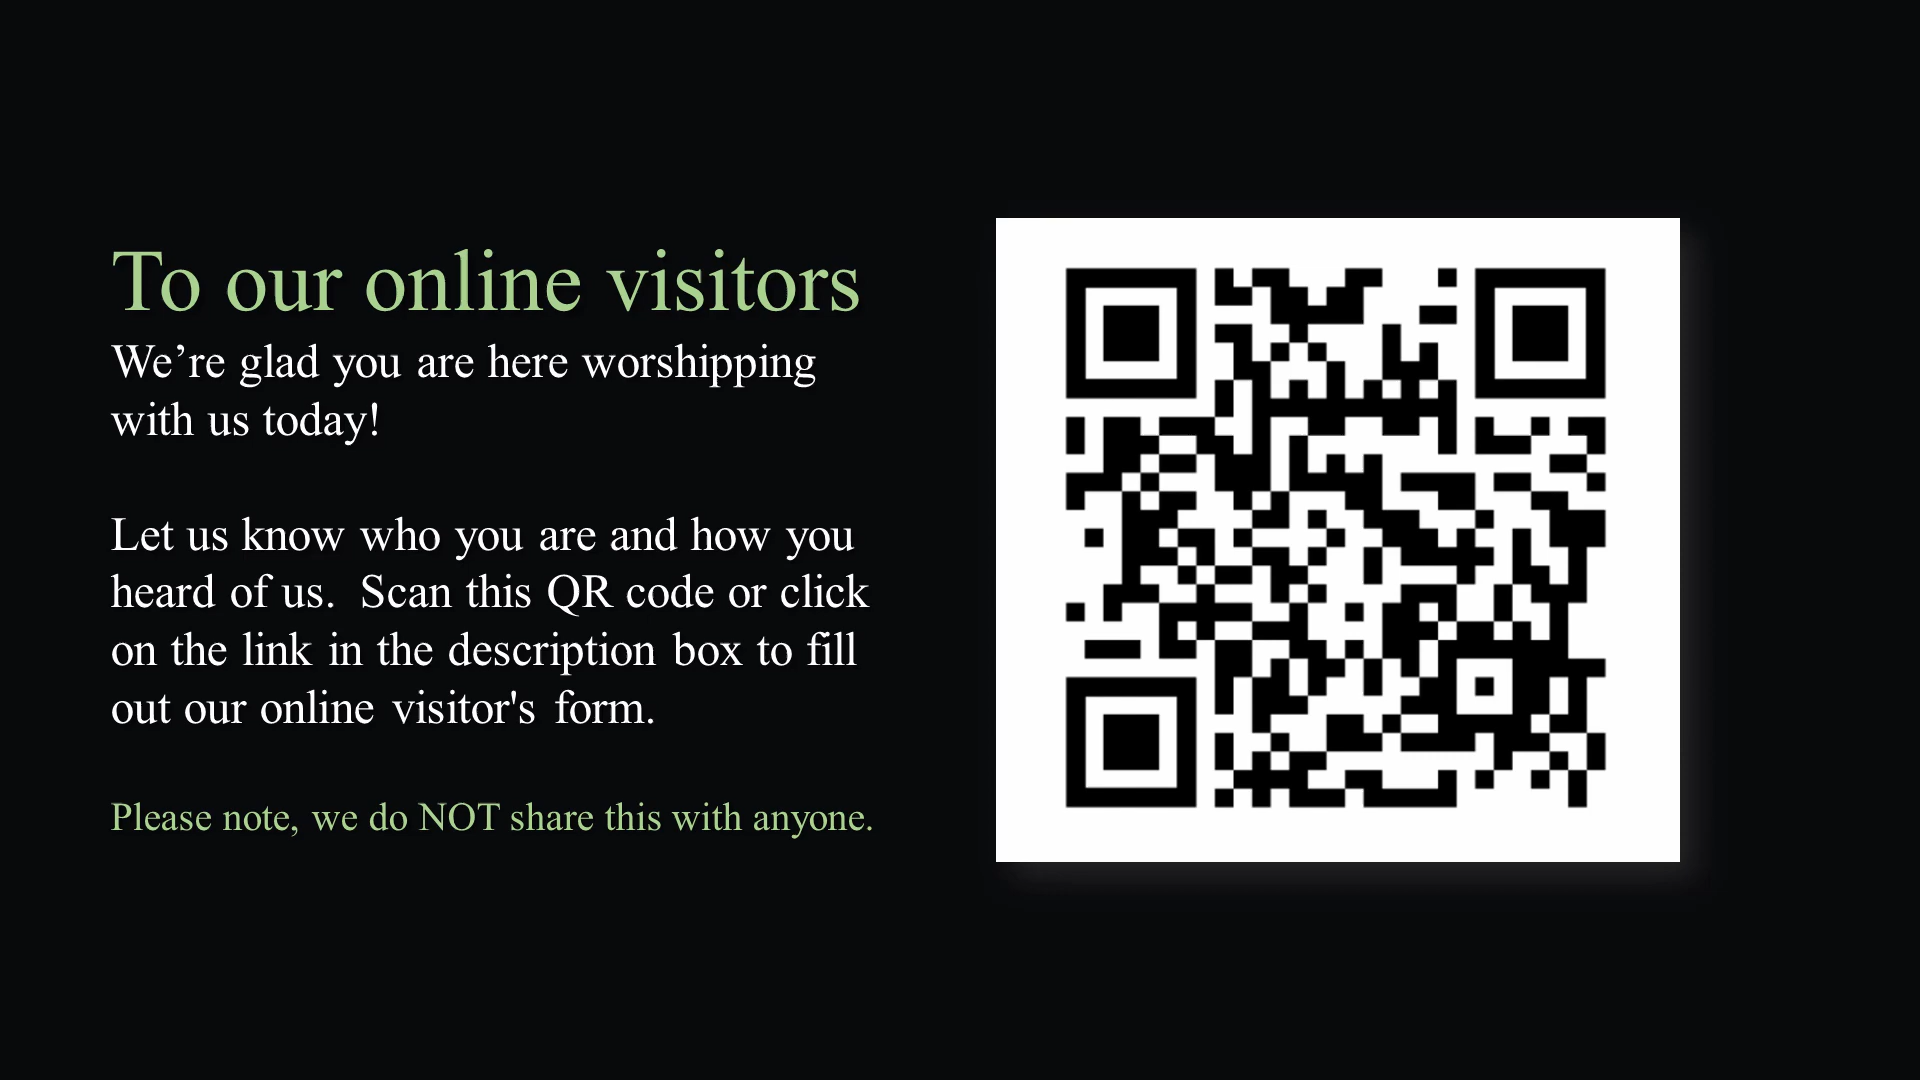 To our online visitors
We’re glad you are here worshipping
with us today!
Let us know who you are and how you
heard of us.  Scan this QR code or click
on the link in the description box to fill
out our online visitor's form.
Please note, we do NOT share this with anyone.